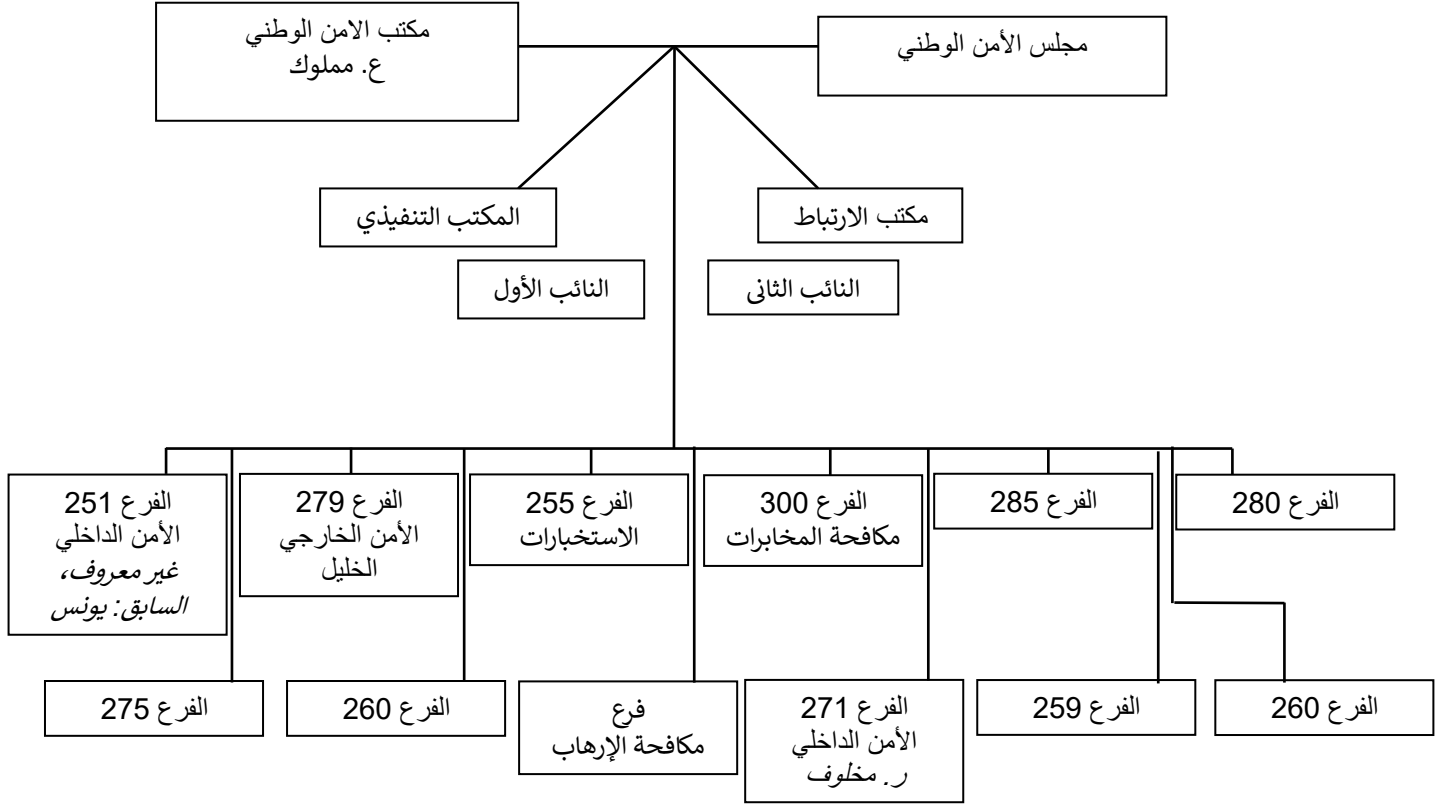 مجلس الأمن الوطني
مكتب الامن الوطني
ع. مملوك
مكتب الارتباط
المكتب التنفيذي
النائب الثانى
النائب الأول
الفرع 280
الفرع 285
الفرع 300
مكافحة المخابرات
الفرع 255
الاستخبارات
الفرع 279
الأمن الخارجي
الخليل
الفرع 251
الأمن الداخلي
غير معروف،
السابق: يونس
الفرع 260
الفرع 259
الفرع 271
الأمن الداخلي
ر. مخلوف
فرع
مكافحة الإرهاب
الفرع 260
الفرع 275